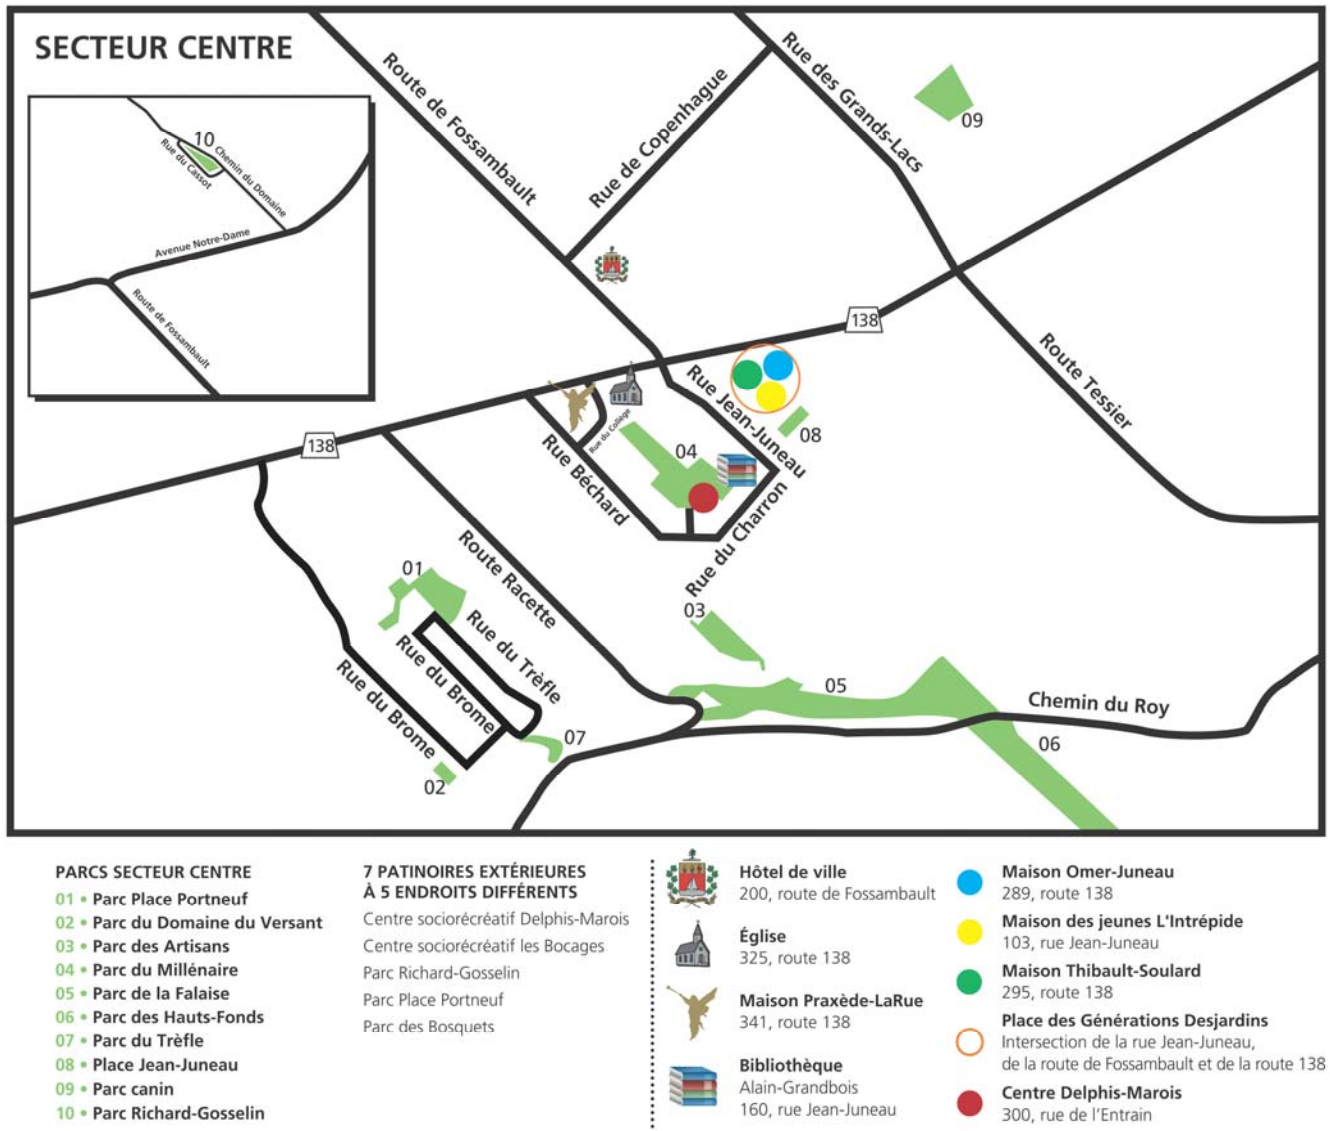 SECTEUR CENTRE
10
Rue du Cassot
Chemin du Domaine
Avenue Notre-Dame
Route de Fossambault
Route de Fossambault
Rue de Copenhague
Rue des Grands-Lacs
09
138
Route Tessier
Rue Jean-Juneau
08
Rue du Collège
04
Rue Béchard
Rue du Charron
138
Route Racette
01
Rue du Trèfle
Rue du Brome
Rue du Brome
02
07
03
05
Chemin du Roy
06
PARCS SECTEUR CENTRE
01 • Parc Place Portneuf
02 • Parc du Domaine du Versant
03 • Parc des Artisans
04 • Parc du Millénaire
05 • Parc de la Falaise
06 • Parc des Hauts-Fonds
07 • Parc du Trèfle
08 • Place Jean-Juneau
09 • Parc canin
10 • Parc Richard-Gosselin
7 PATINOIRES EXTÉRIEURES
À 5 ENDROITS DIFFÉRENTS
Centre sociorécréatif Delphis-Marois
Centre sociorécréatif les Bocages
Parc Richard-Gosselin
Parc Place Portneuf
Parc des Bosquets
Hôtel de ville
200, route de Fossambault
Église
325, route 138
Maison Praxède-LaRue
341, route 138
Bibliothèque
Alain-Grandbois
160, rue Jean-Juneau
Maison Omer-Juneau
289, route 138
Maison des jeunes L'Intrépide
103, rue Jean-Juneau
Maison Thibault-Soulard
295, route 138
Place des Générations Desjardins
Intersection de la rue Jean-Juneau,
de la route de Fossambault et de la route 138
Centre Delphis-Marois
300, rue de l'Entrain